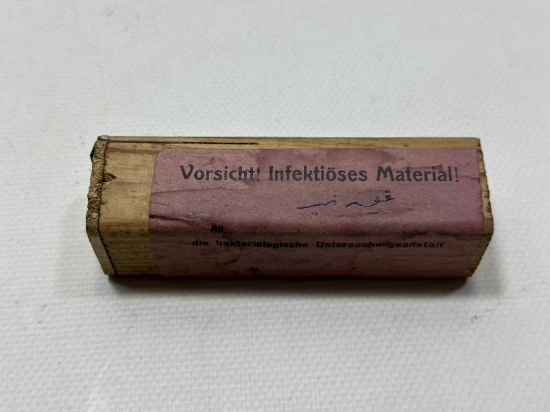 Vorsicht! Infektiöses Material!
An
die bakteriologische Untersuchungsanstalt